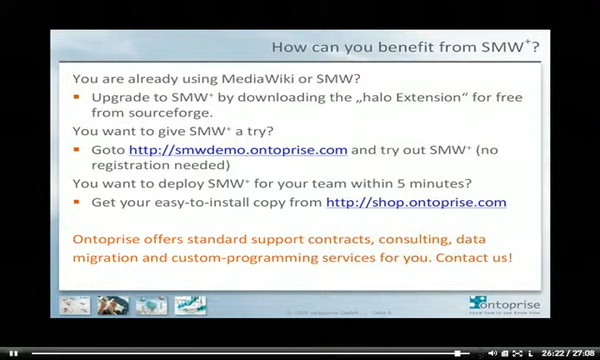 How can you benefit from SMW⁺?
You are already using MediaWiki or SMW?
Upgrade to SMW⁺ by downloading the „halo Extension“ for free
from sourceforge.
You want to give SMW⁺ a try?
Goto http://smwdemo.ontoprise.com and try out SMW⁺ (no
registration needed)
You want to deploy SMW⁺ for your team within 5 minutes?
Get your easy-to-install copy from http://shop.ontoprise.com
Ontoprise offers standard support contracts, consulting, data
migration and custom-programming services for you. Contact us!
ontoprise
26:22 / 27:08